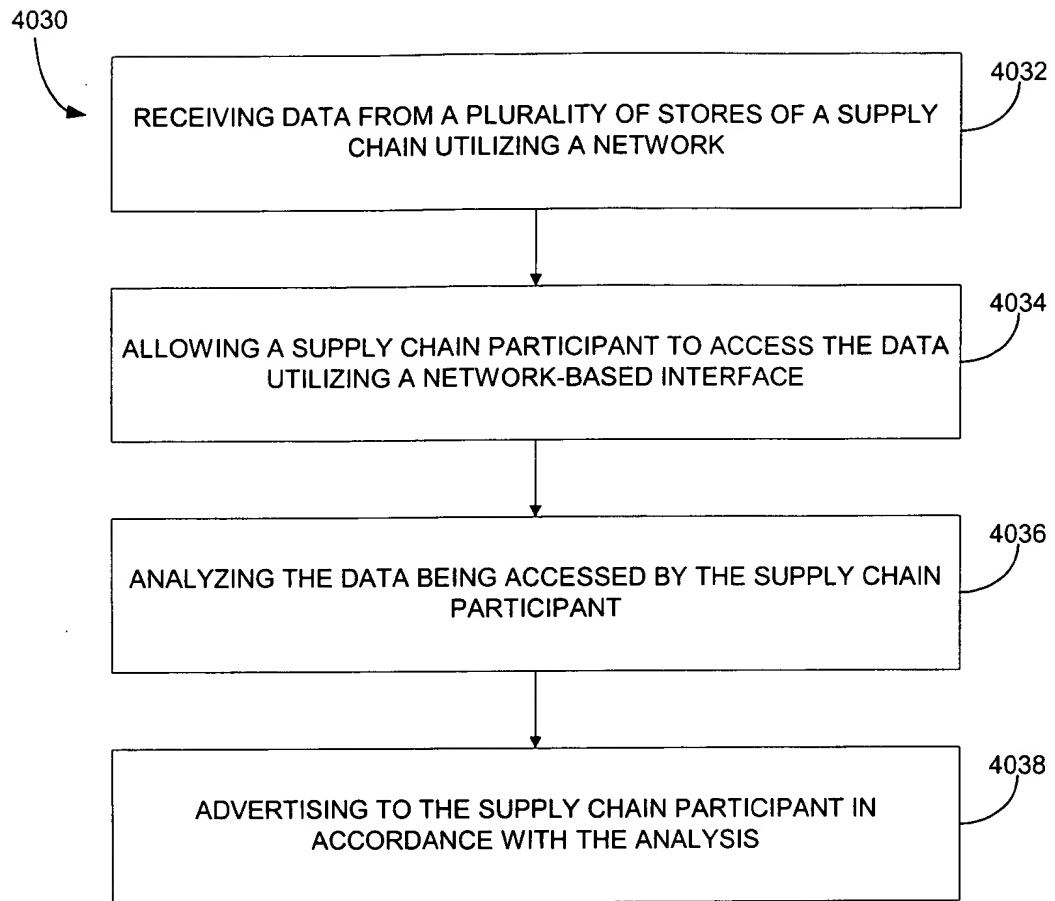 4030
4032
RECEIVING DATA FROM A PLURALITY OF STORES OF A SUPPLY
CHAIN UTILIZING A NETWORK
4034
ALLOWING A SUPPLY CHAIN PARTICIPANT TO ACCESS THE DATA
UTILIZING A NETWORK-BASED INTERFACE
4036
ANALYZING THE DATA BEING ACCESSED BY THE SUPPLY CHAIN
PARTICIPANT
4038
ADVERTISING TO THE SUPPLY CHAIN PARTICIPANT IN
ACCORDANCE WITH THE ANALYSIS